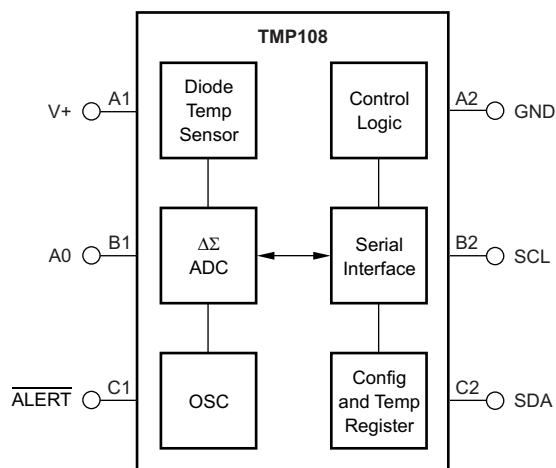 TMP108
V+
A1
Diode
Temp
Sensor
Control
Logic
A2
GND
A0
B1
ΔΣ
ADC
Serial
Interface
B2
SCL
ALERT
C1
OSC
Config
and Temp
Register
C2
SDA